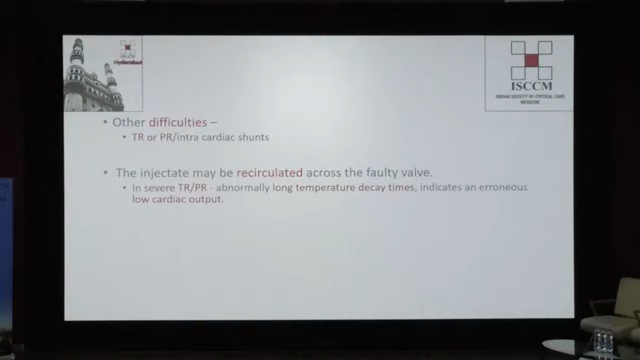 Hyderabad
ISCCM
INDIAN SOCIETY OF CRITICAL CARE
MEDICINE
• Other difficulties –
• TR or PR/intra cardiac shunts
• The injectate may be recirculated across the faulty valve.
• In severe TR/PR - abnormally long temperature decay times, indicates an erroneous
low cardiac output.